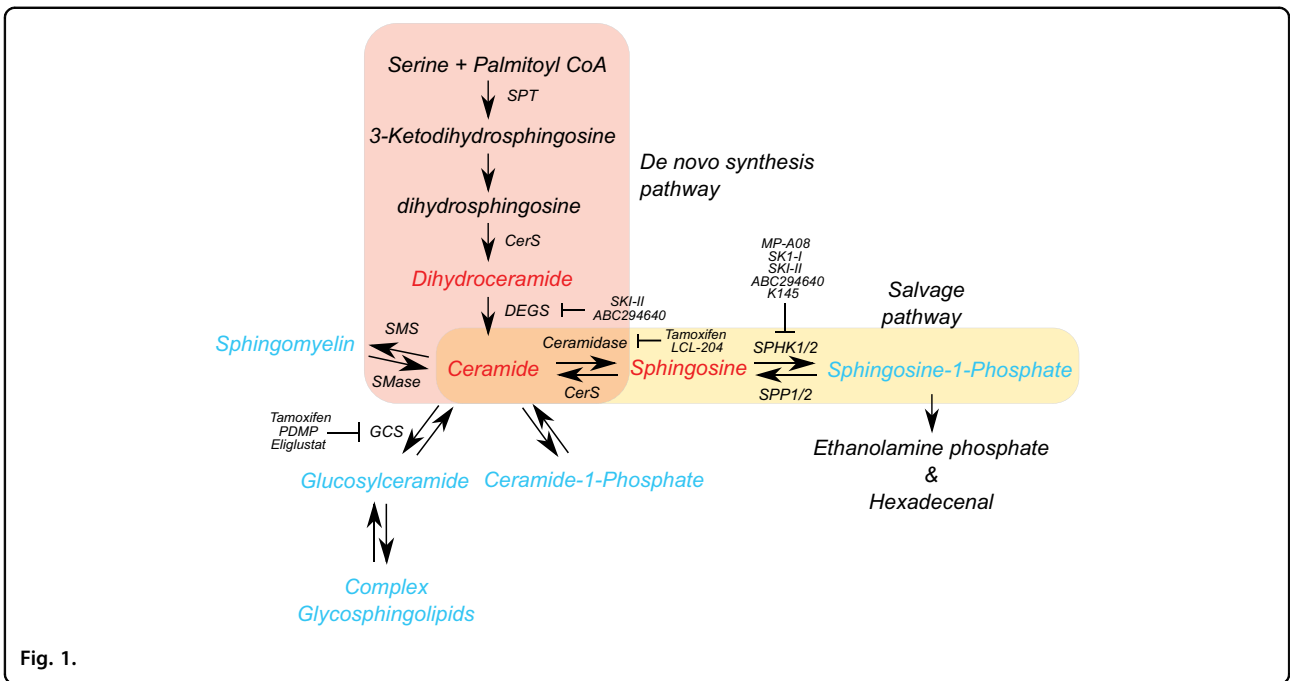 Serine + Palmitoyl CoA
SPT
3-Ketodihydrosphingosine
De novo synthesis
pathway
dihydrosphingosine
CerS
MP-A08
SK1-I
SKI-II
ABC294640
K145
Dihydroceramide
Salvage
pathway
DEGS
SKI-II
ABC294640
Sphingomyelin
SMS
SMase
Ceramidase
Tamoxifen
LCL-204
SPHK1/2
Ceramide
CerS
Sphingosine
SPP1/2
Sphingosine-1-Phosphate
Tamoxifen
PDMP
Eliglustat
GCS
Ethanolamine phosphate
&
Hexadecenal
Glucosylceramide
Ceramide-1-Phosphate
Complex
Glycosphingolipids
Fig. 1.